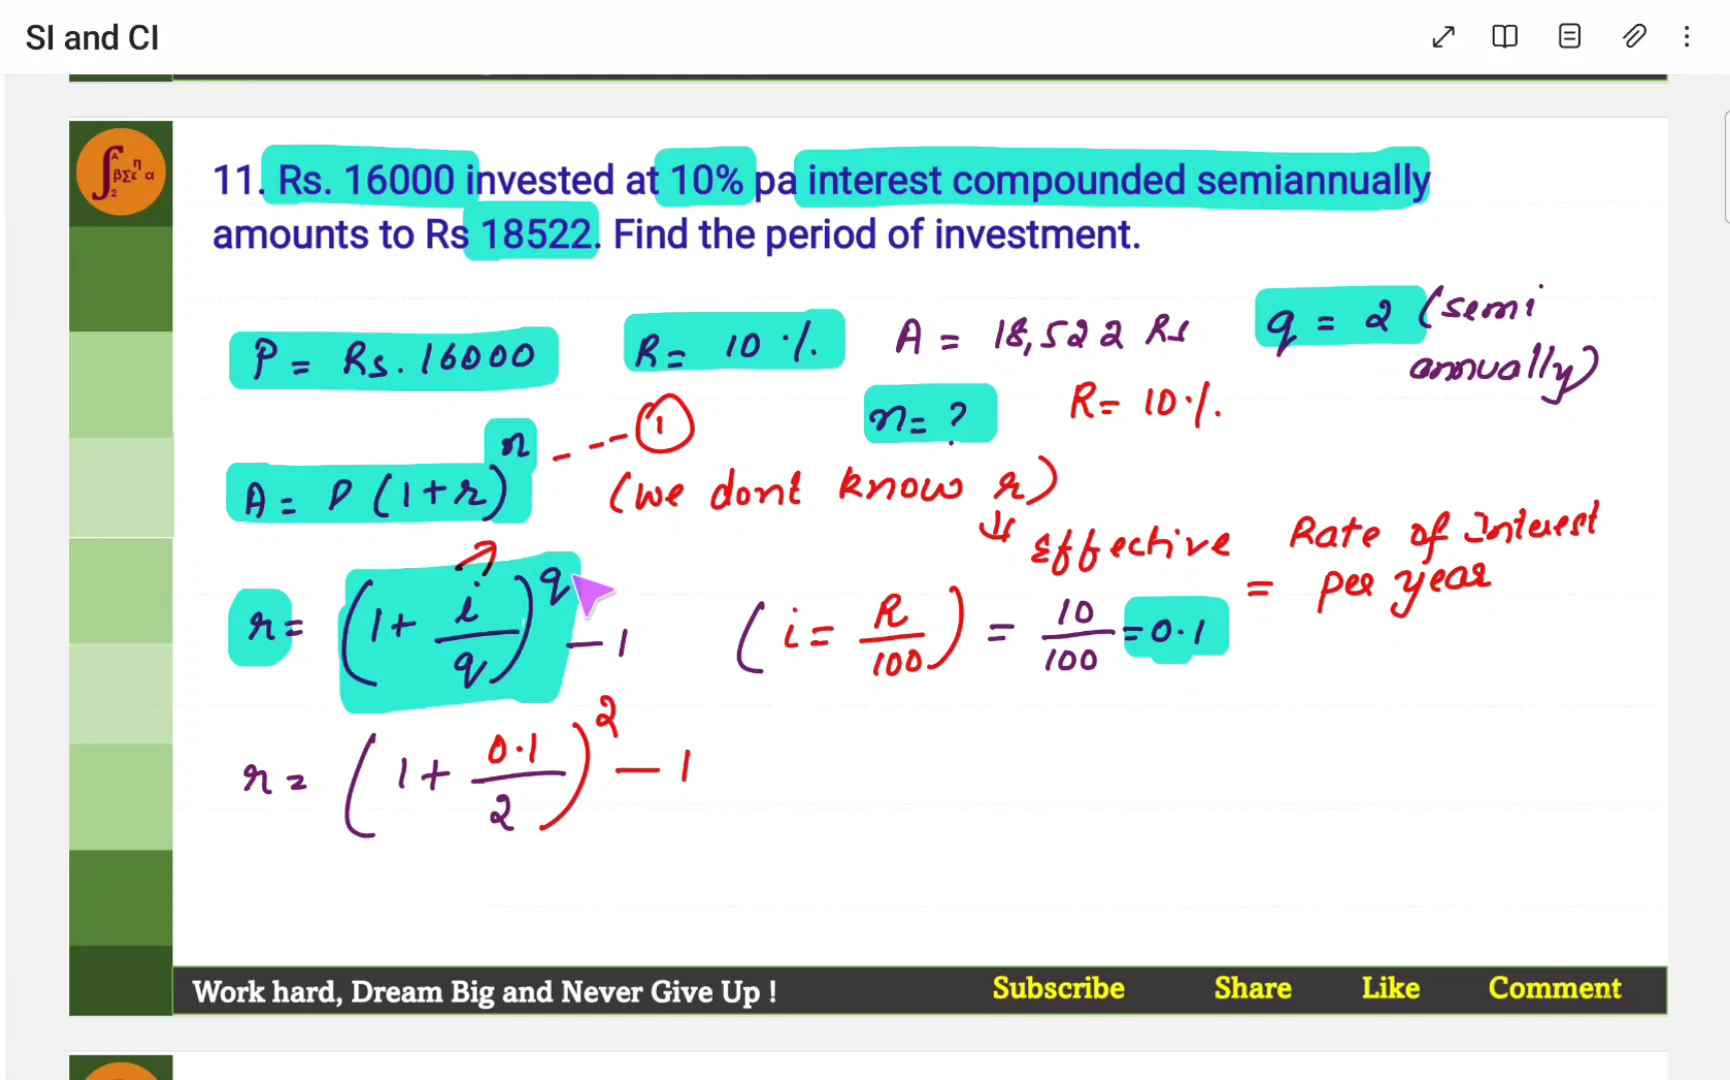 SI and CI
11. Rs. 16000 invested at 10% pa interest compounded semiannually
amounts to Rs 18522. Find the period of investment.
P = Rs. 16000 R = 10 % A = 18,522 Rs q = 2 (semi
annually)
n = ? R = 10 %.
A = P (1+r)^n --- ①
(we dont know r)
↓ Effective Rate of Interest
= per year
r = (1 + i/q)^q - 1 (i = R/100) = 10/100 = 0.1
r = (1 + 0.1/2)^2 - 1
Work hard, Dream Big and Never Give Up ! Subscribe Share Like Comment